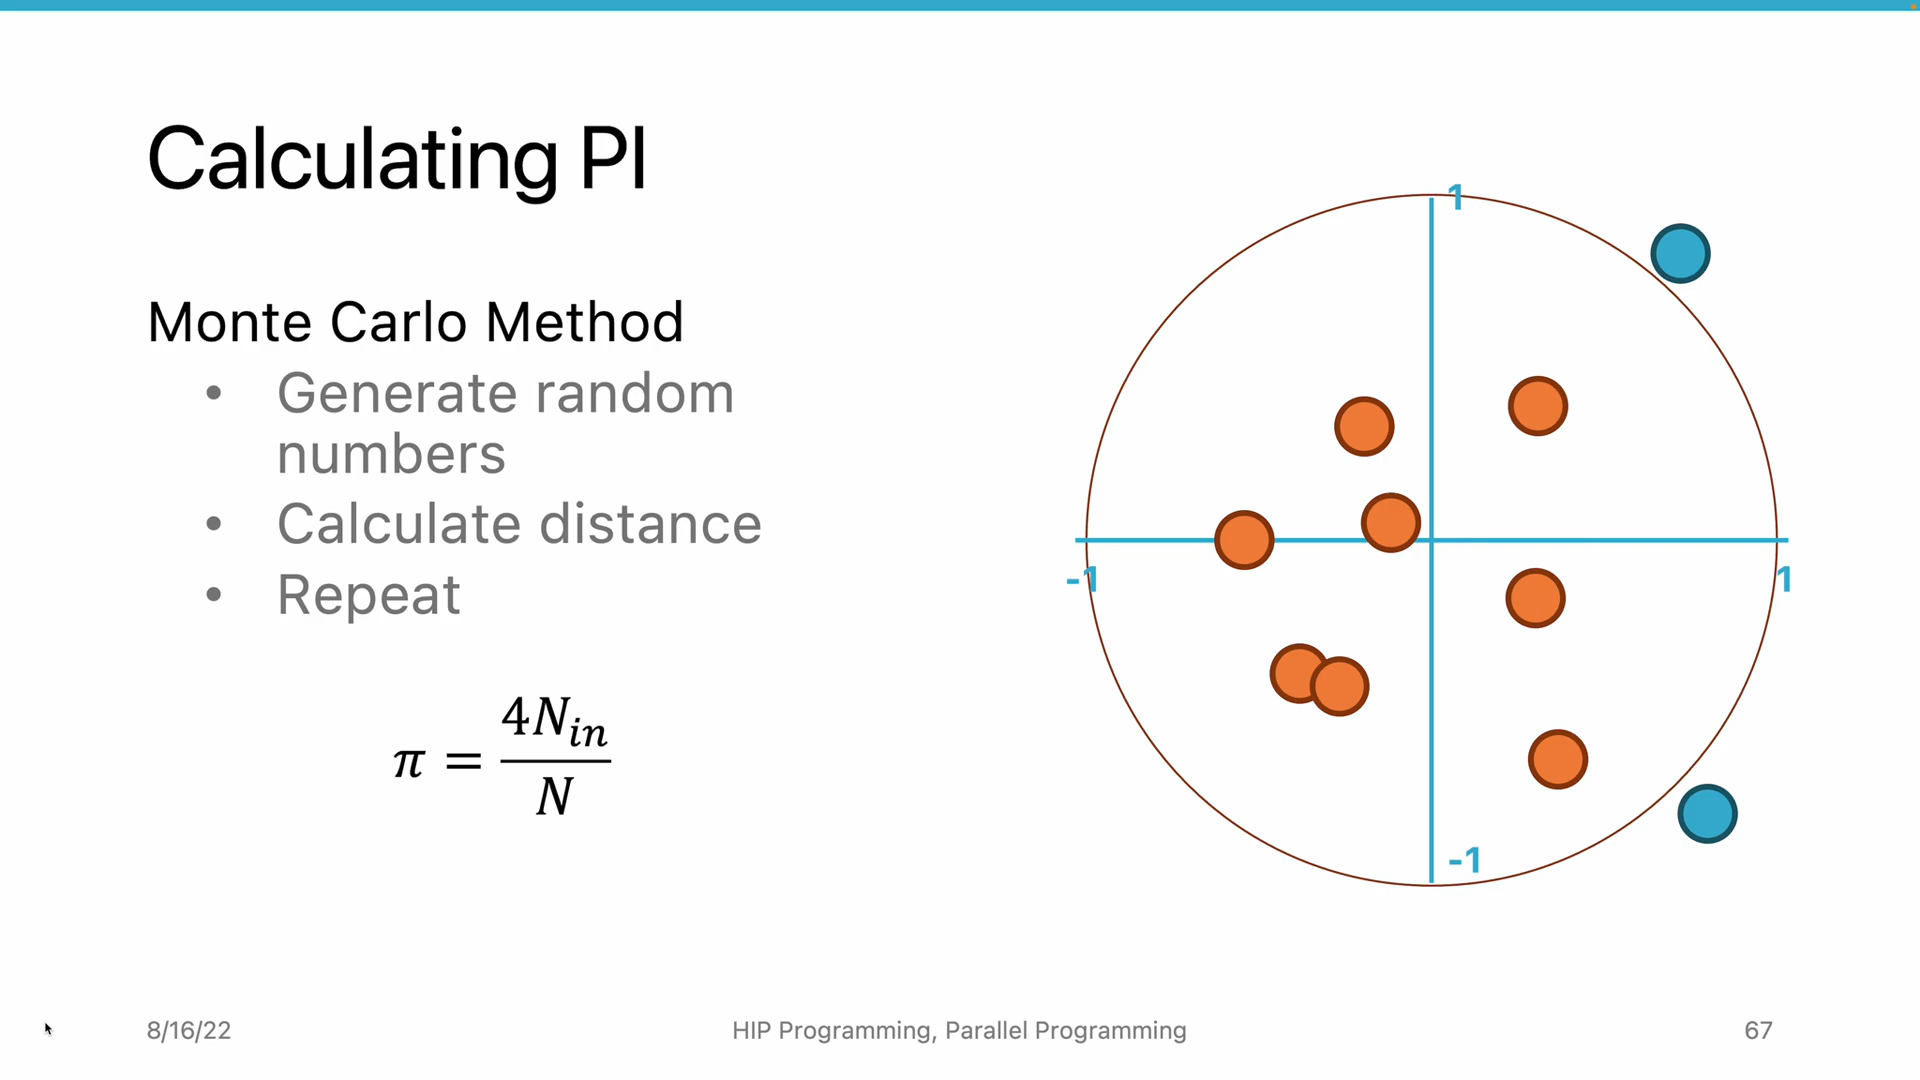 Calculating PI
Monte Carlo Method
• Generate random
numbers
• Calculate distance
• Repeat
π = 4N_in / N
1
-1
1
-1
8/16/22
HIP Programming, Parallel Programming
67